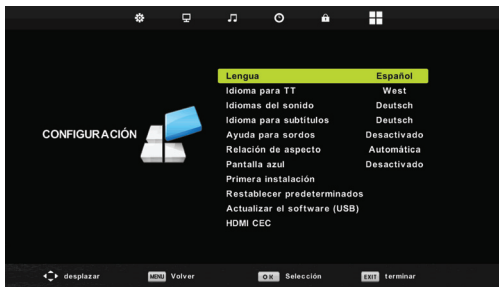 Lengua Español
Idioma para TT West
Idiomas del sonido Deutsch
Idioma para subtítulos Deutsch
CONFIGURACIÓN
Ayuda para sordos Desactivado
Relación de aspecto Automática
Pantalla azul Desactivado
Primera instalación
Restablecer predeterminados
Actualizar el software (USB)
HDMI CEC
desplazar MENU Volver OK Selección EXIT terminar